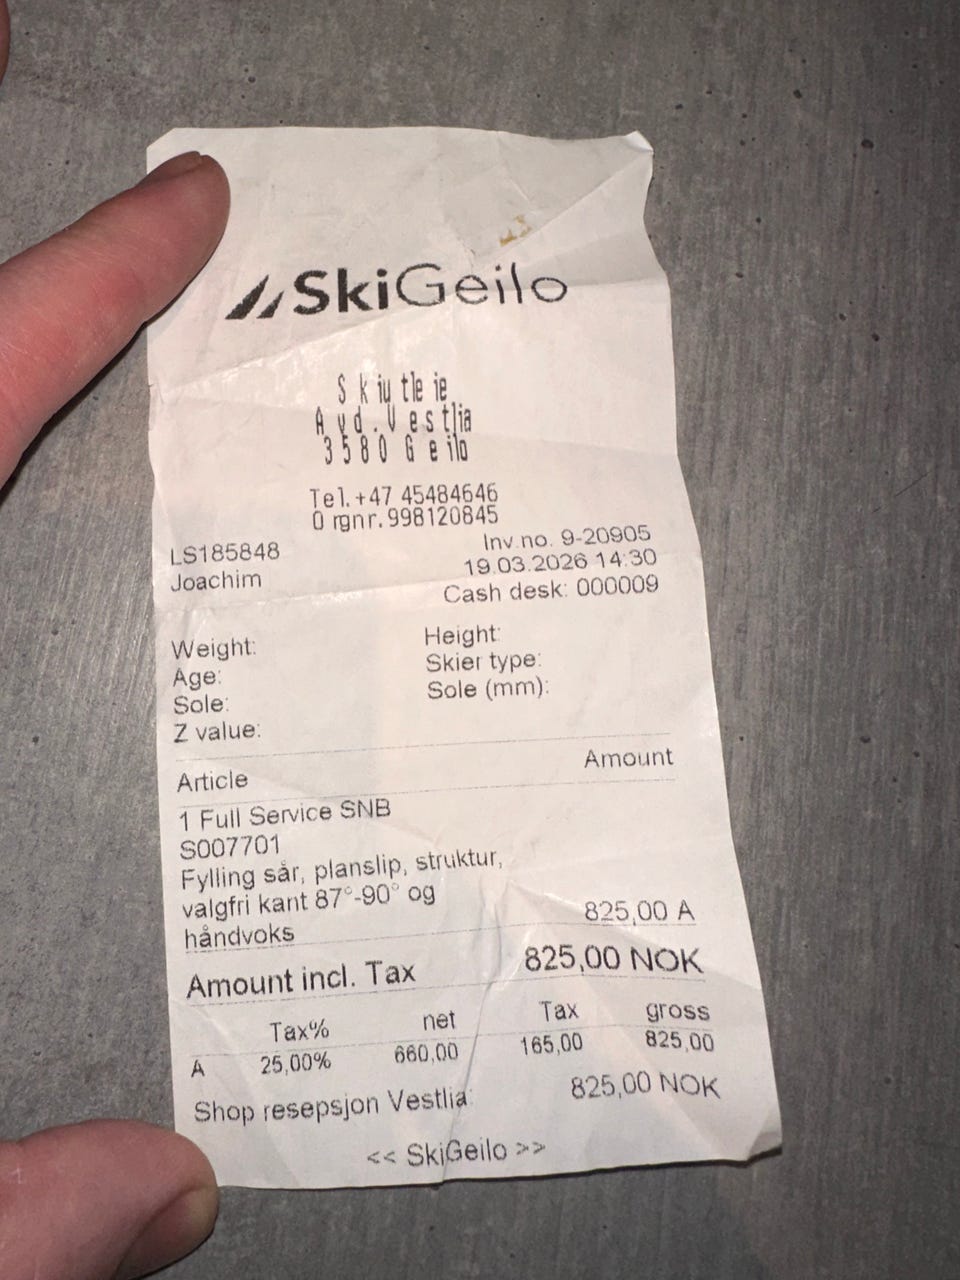 SkiGeilo
Skiutleie
Avd.Vestlia
3580 Geilo
Tel.+47 45484646
Orgnr.998120845
LS185848 Inv.no. 9-20905
Joachim 19.03.2026 14:30
Cash desk: 000009
Weight: Height:
Age: Skier type:
Sole: Sole (mm):
Z value:
Article Amount
1 Full Service SNB
S007701
Fylling sår, planslip, struktur,
valgfri kant 87°-90° og
håndvoks 825,00 A
Amount incl. Tax 825,00 NOK
Tax% net Tax gross
A 25,00% 660,00 165,00 825,00
Shop resepsjon Vestlia: 825,00 NOK
<< SkiGeilo >>